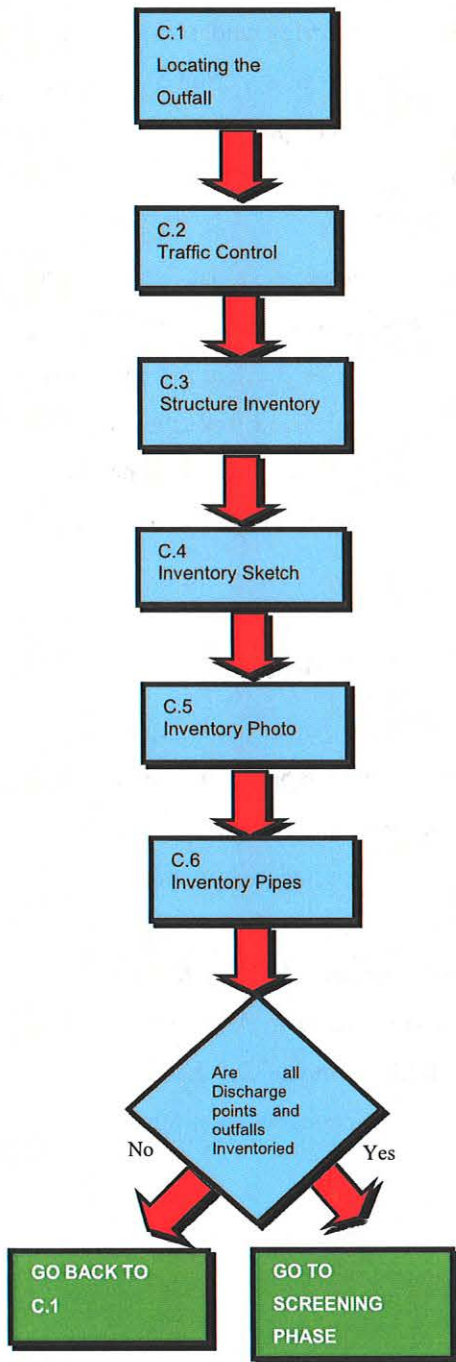 C.1
Locating the
Outfall
C.2
Traffic Control
C.3
Structure Inventory
C.4
Inventory Sketch
C.5
Inventory Photo
C.6
Inventory Pipes
Are all
Discharge
points and
outfalls
Inventoried
No
Yes
GO BACK TO
C.1
GO TO
SCREENING
PHASE